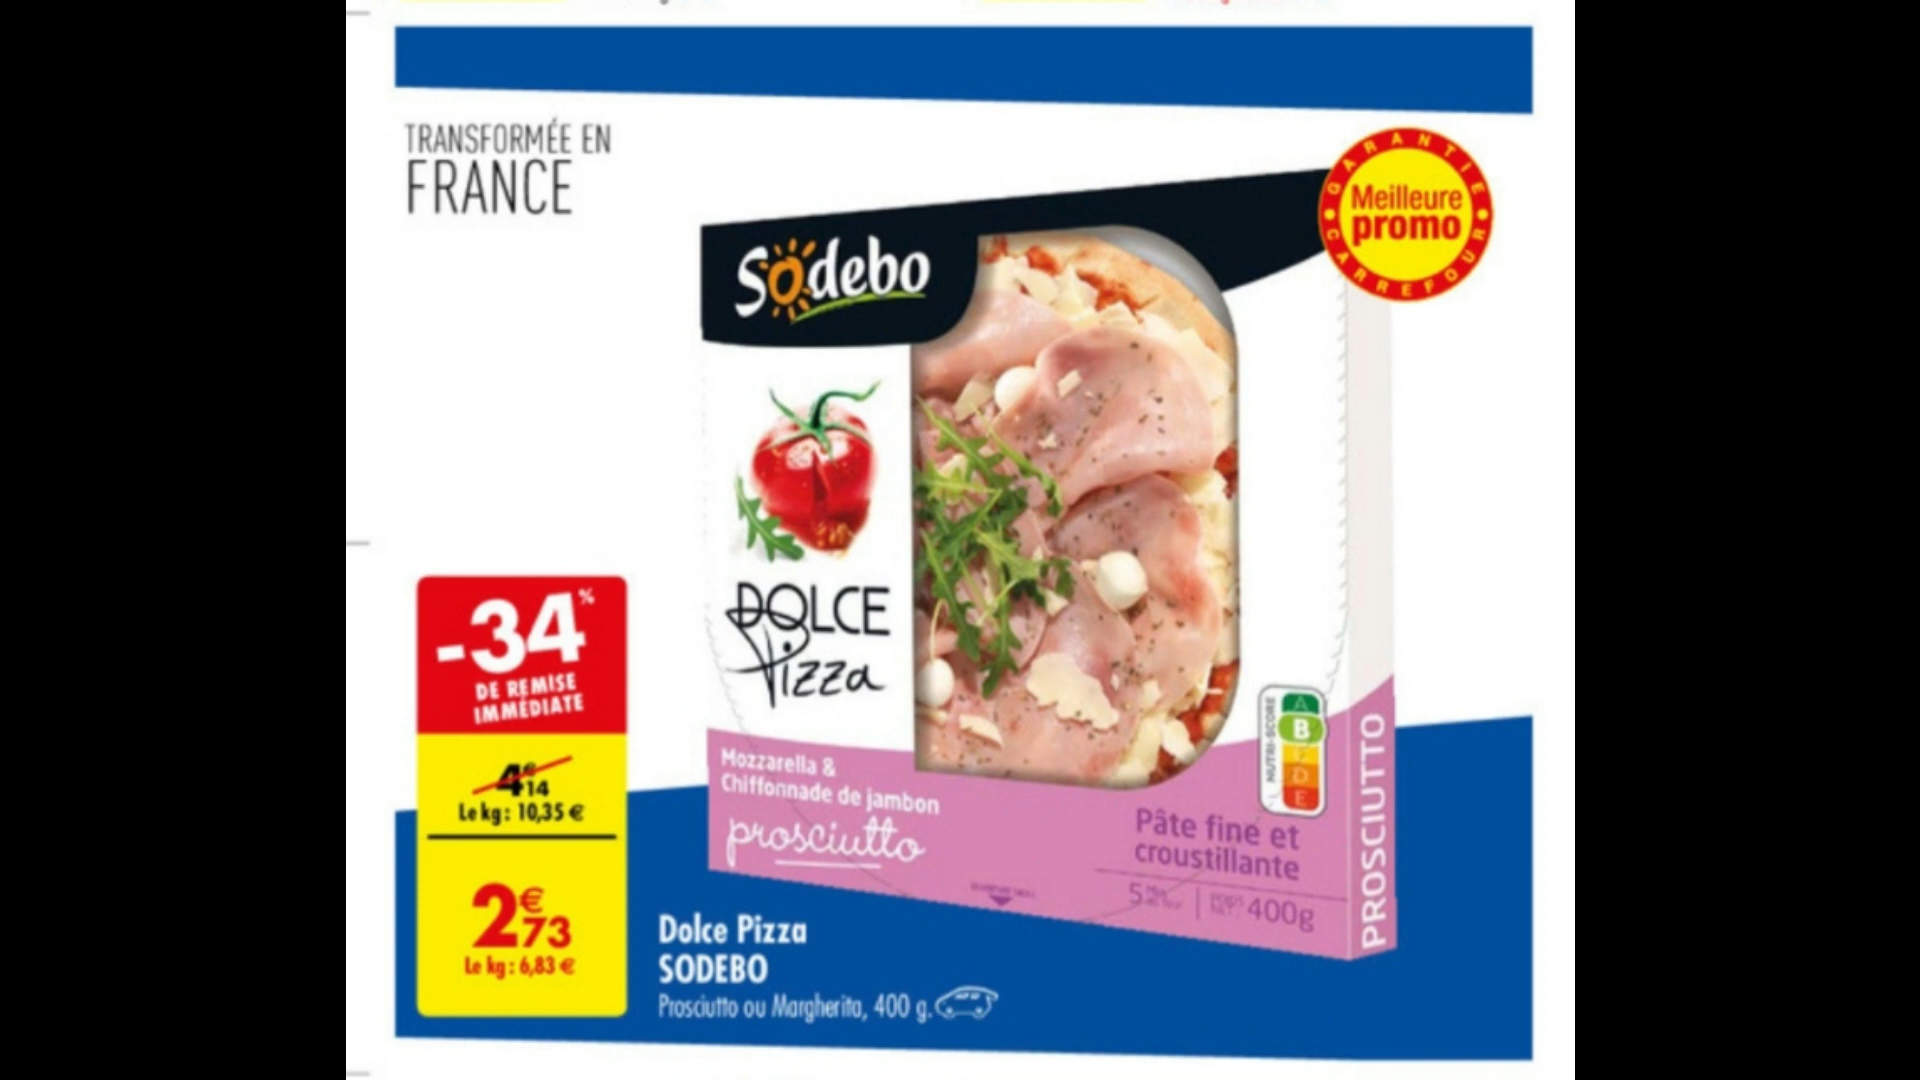 TRANSFORMÉE EN
FRANCE
GARANTIE
Meilleure
promo
CARREFOUR
Sodebo
DOLCE
Pizza
Mozzarella &
Chiffonnade de jambon
prosciutto
NUTRI-SCORE
A
B
C
D
E
Pâte fine et
croustillante
400g
PROSCIUTTO
-34%
DE REMISE
IMMÉDIATE
4€14
Le kg : 10,35 €
2€73
Le kg : 6,83 €
Dolce Pizza
SODEBO
Prosciutto ou Margherita, 400 g.